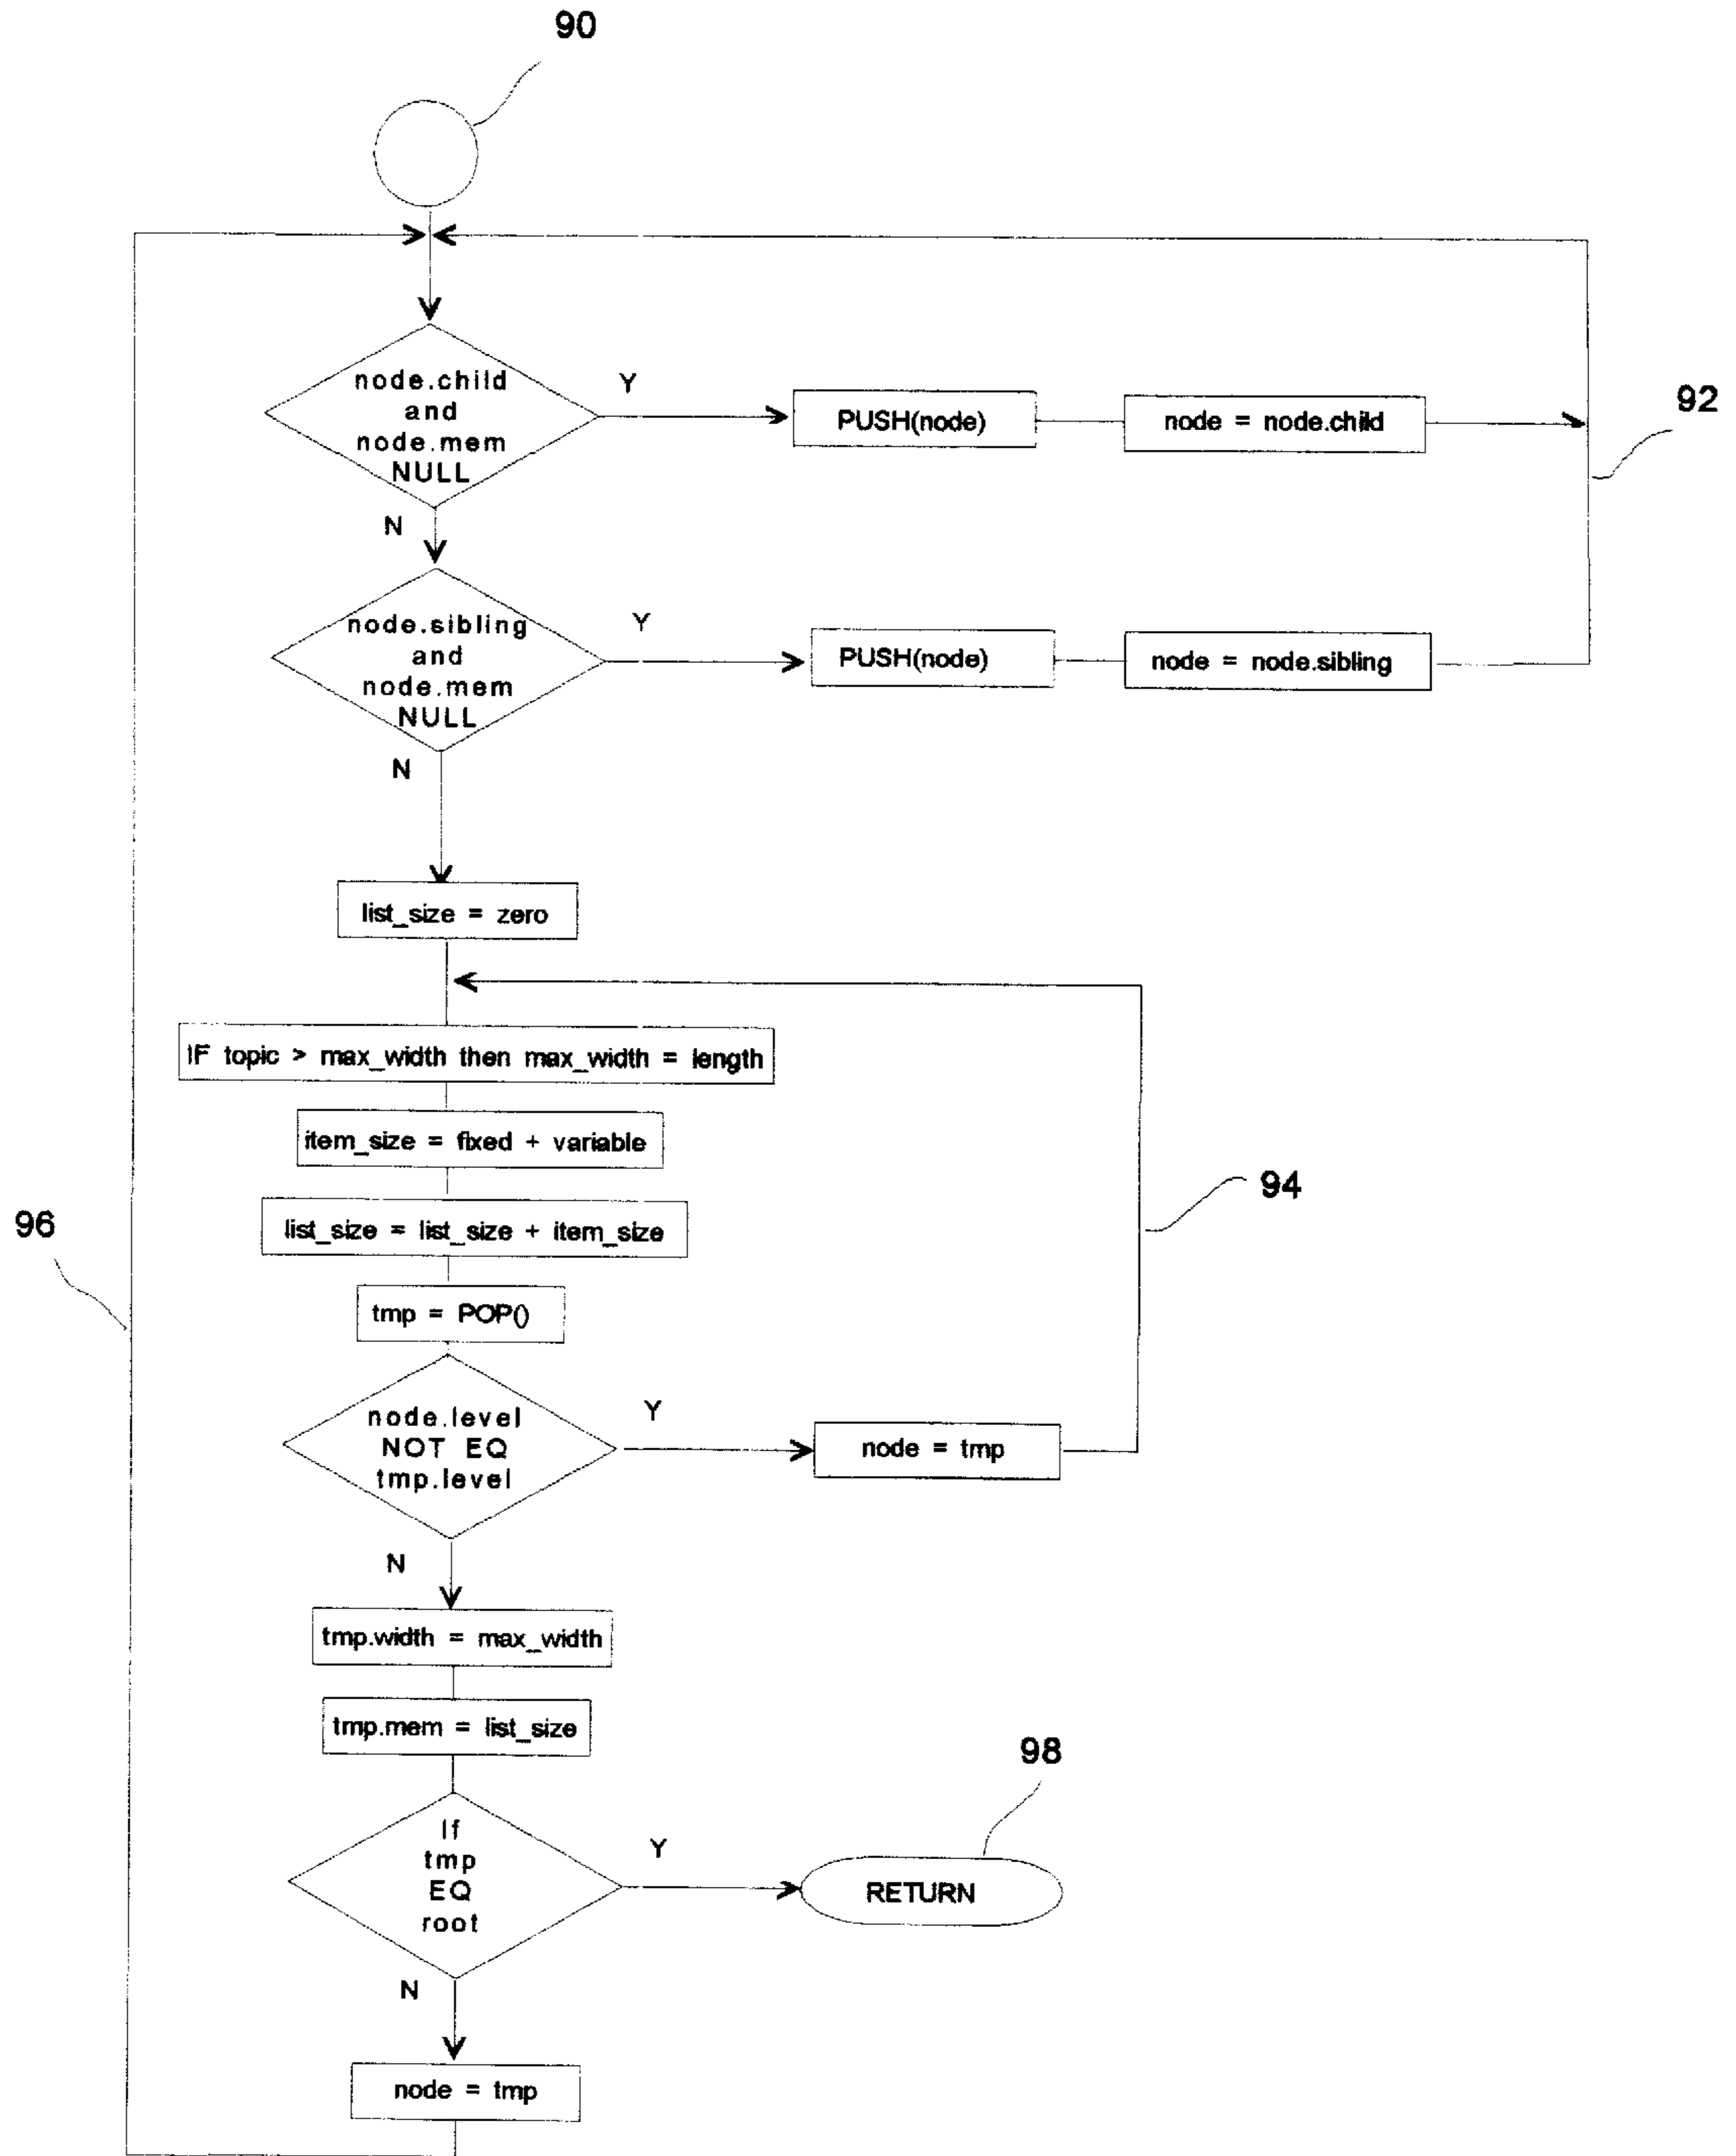 90
node.child
and
node.mem
NULL
Y
PUSH(node)
node = node.child
92
N
node.sibling
and
node.mem
NULL
Y
PUSH(node)
node = node.sibling
N
list_size = zero
IF topic > max_width then max_width = length
item_size = fixed + variable
94
list_size = list_size + item_size
96
tmp = POP()
node.level
NOT EQ
tmp.level
Y
node = tmp
N
tmp.width = max_width
tmp.mem = list_size
98
If
tmp
EQ
root
Y
RETURN
N
node = tmp